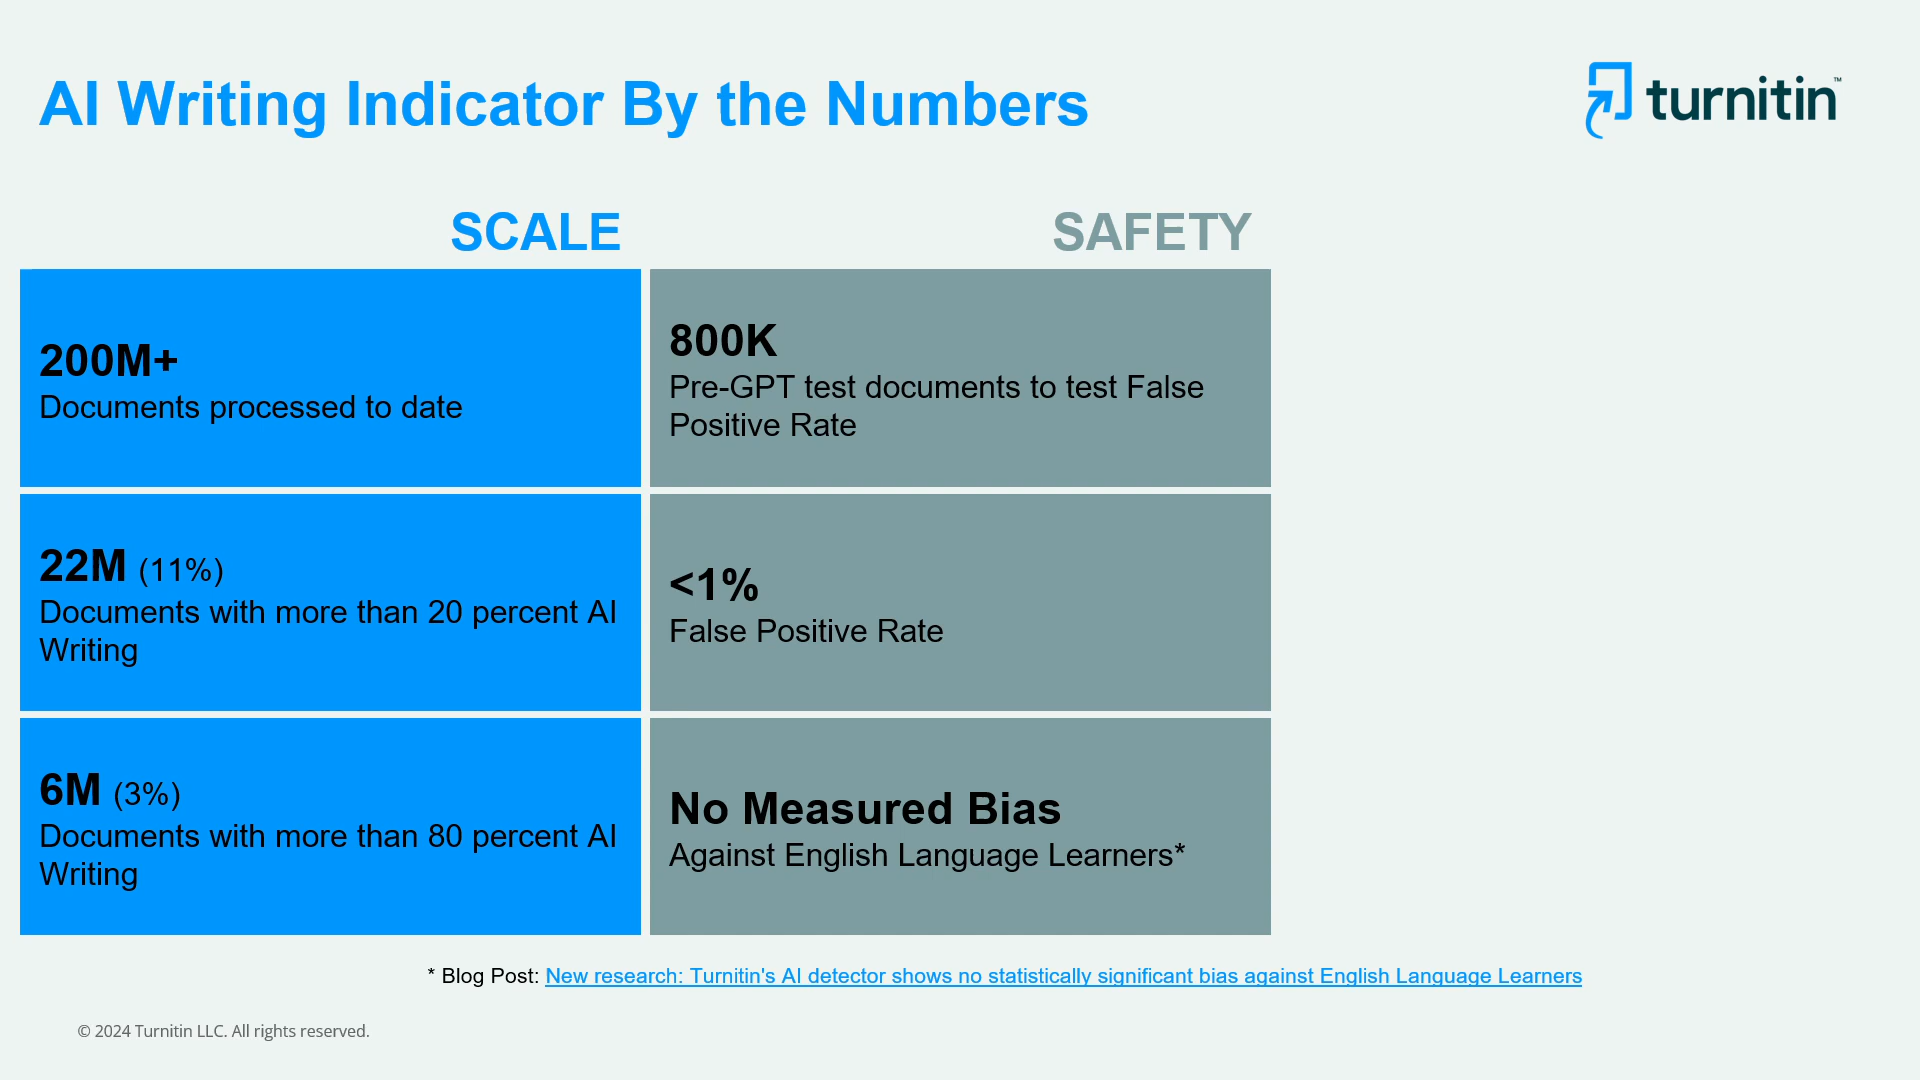 AI Writing Indicator By the Numbers
turnitin™
SCALE
200M+
Documents processed to date
22M (11%)
Documents with more than 20 percent AI
Writing
6M (3%)
Documents with more than 80 percent AI
Writing
SAFETY
800K
Pre-GPT test documents to test False
Positive Rate
<1%
False Positive Rate
No Measured Bias
Against English Language Learners*
* Blog Post: New research: Turnitin's AI detector shows no statistically significant bias against English Language Learners
© 2024 Turnitin LLC. All rights reserved.